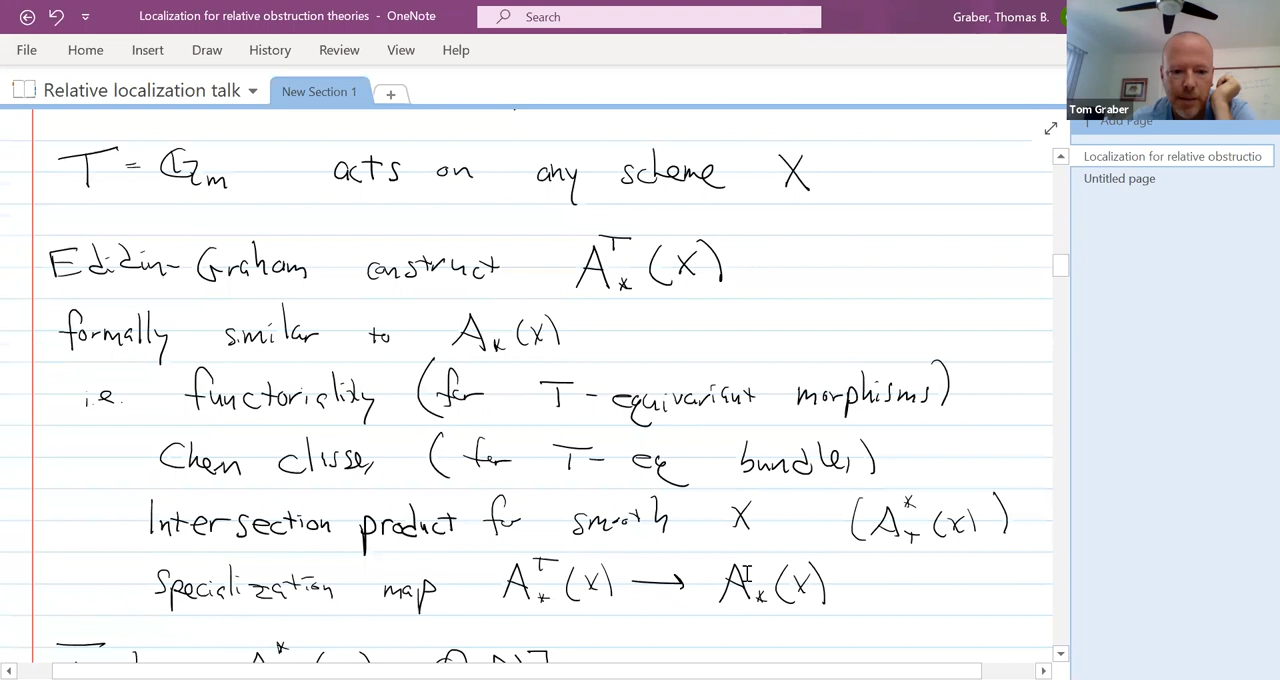 Localization for relative obstruction theories - OneNote
Search
Graber, Thomas B.
File Home Insert Draw History Review View Help
Relative localization talk
New Section 1
Tom Graber
Add Page
Localization for relative obstructio
Untitled page
T = G_m acts on any scheme X
Edidin-Graham construct A^T_*(X)
formally similar to A_*(X)
i.e. functoriality (for T-equivariant morphisms)
Chern classes (for T-eq bundles)
Intersection product for smooth X (A^*_T(X))
Specialization map A^T_*(X) → A_*(X)